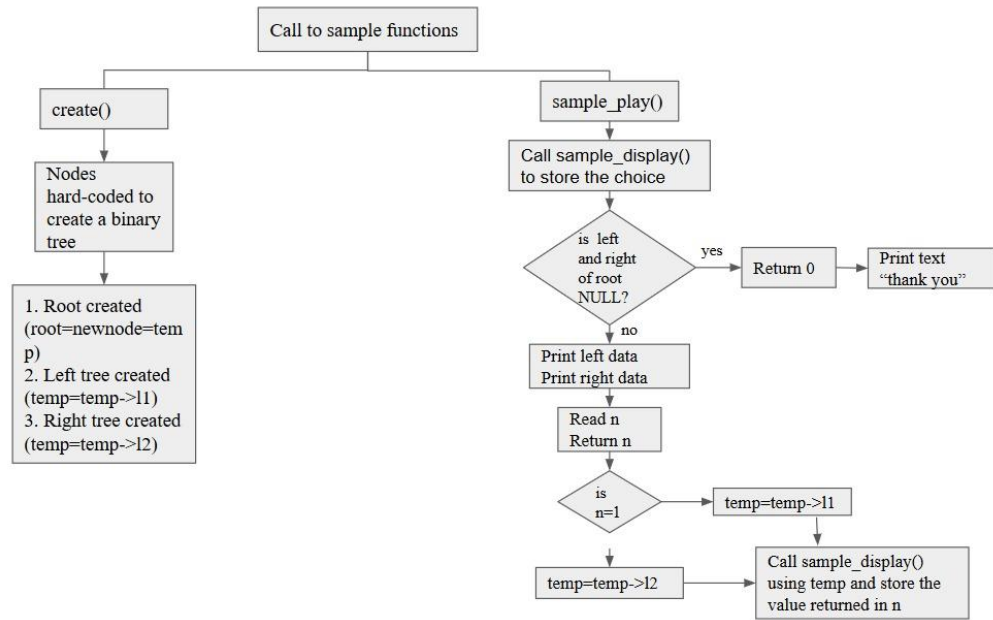 Call to sample functions
create()
Nodes
hard-coded to
create a binary
tree
1. Root created
(root=newnode=tem
p)
2. Left tree created
(temp=temp->l1)
3. Right tree created
(temp=temp->l2)
sample_play()
Call sample_display()
to store the choice
is left
and right
of root
NULL?
yes
Return 0
Print text
“thank you”
no
Print left data
Print right data
Read n
Return n
is
n=1
temp=temp->l1
temp=temp->l2
Call sample_display()
using temp and store the
value returned in n